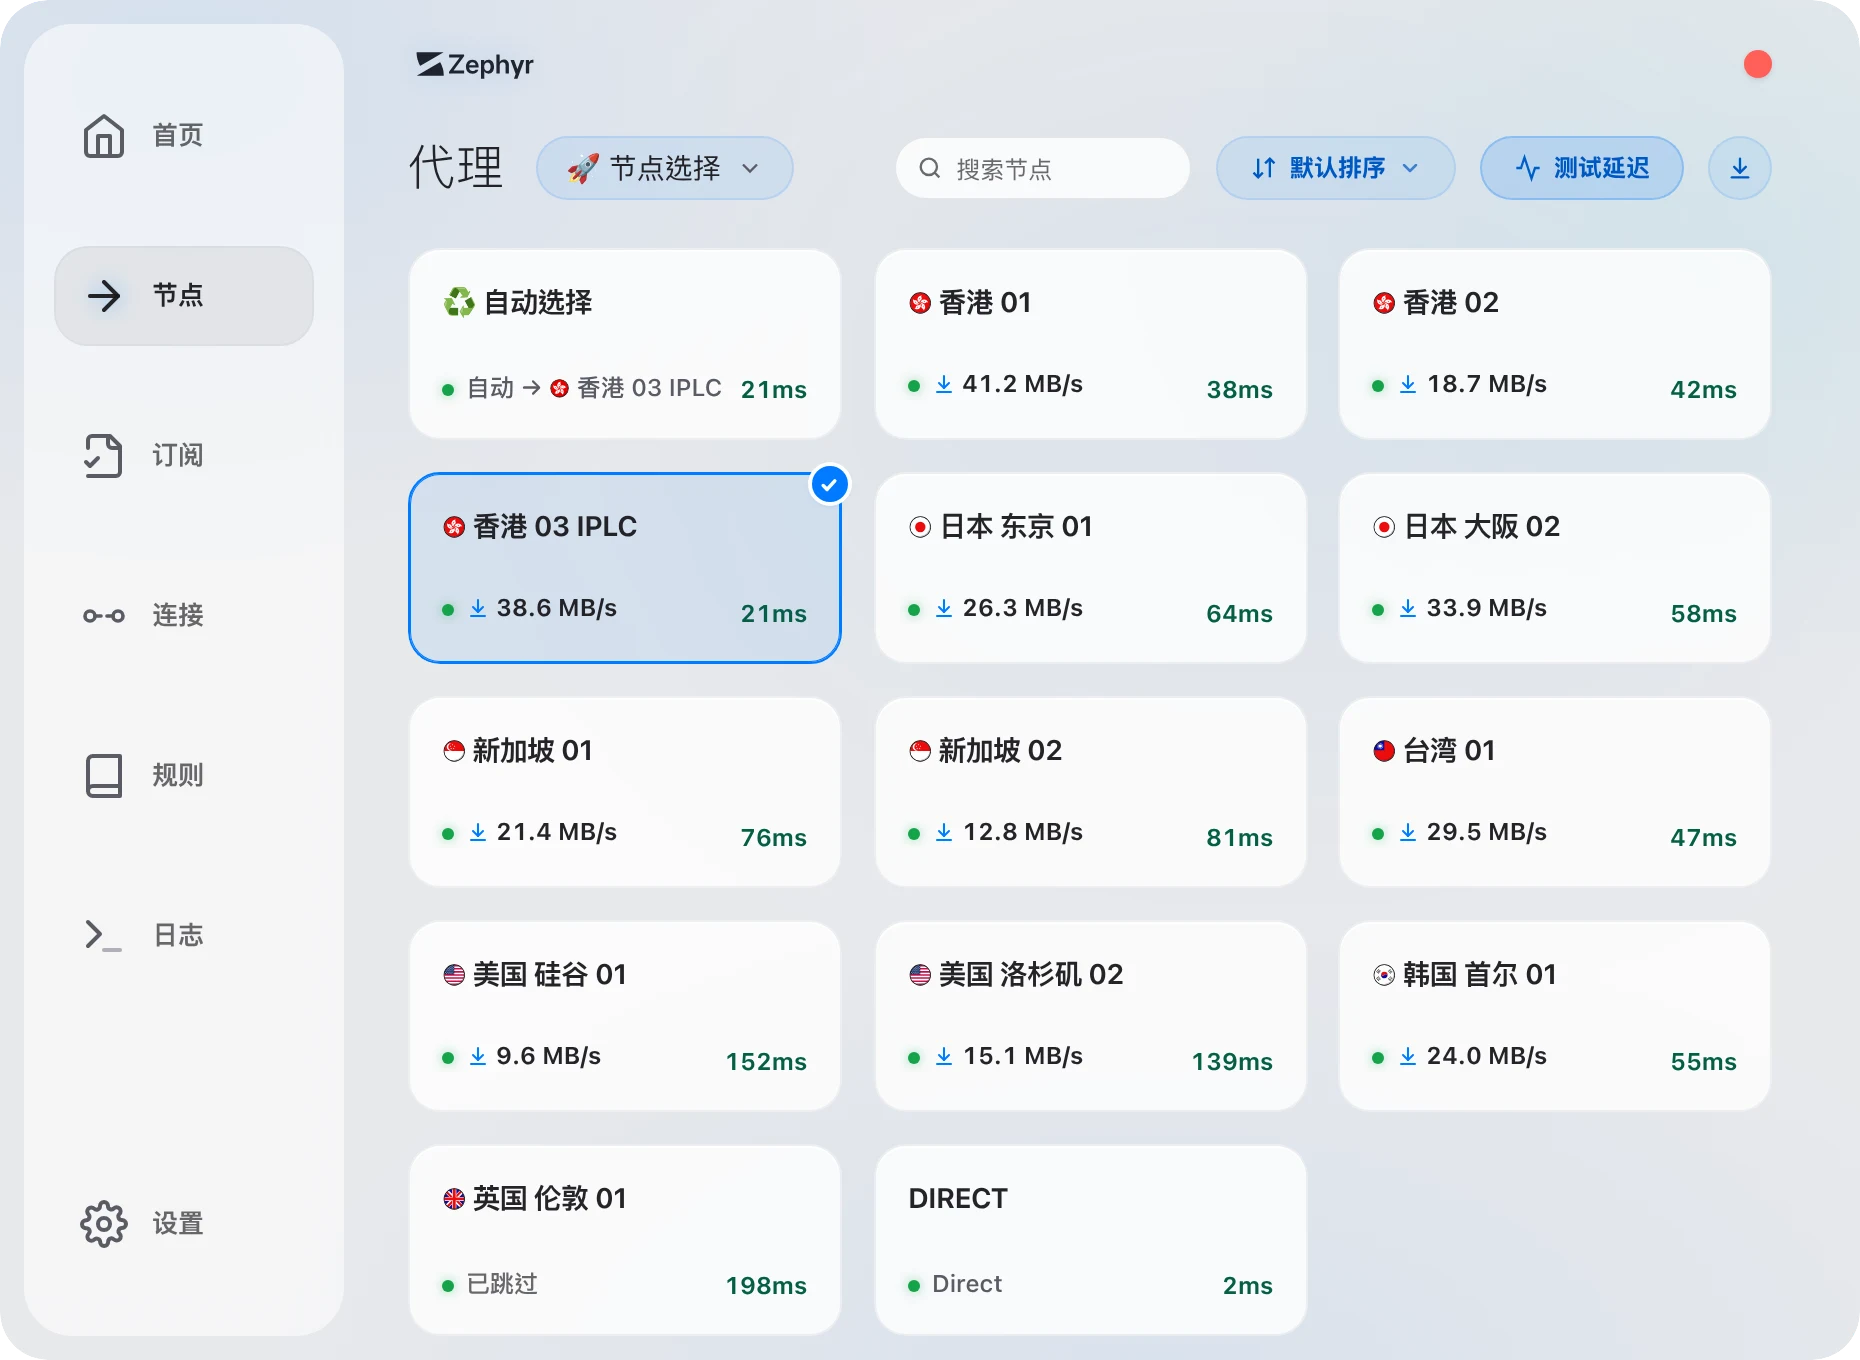 Zephyr
首页
节点
订阅
连接
规则
日志
设置
代理
节点选择
搜索节点
默认排序
测试延迟
自动选择
自动 → 香港 03 IPLC 21ms
香港 01
41.2 MB/s 38ms
香港 02
18.7 MB/s 42ms
香港 03 IPLC
38.6 MB/s 21ms
日本 东京 01
26.3 MB/s 64ms
日本 大阪 02
33.9 MB/s 58ms
新加坡 01
21.4 MB/s 76ms
新加坡 02
12.8 MB/s 81ms
台湾 01
29.5 MB/s 47ms
美国 硅谷 01
9.6 MB/s 152ms
美国 洛杉矶 02
15.1 MB/s 139ms
韩国 首尔 01
24.0 MB/s 55ms
英国 伦敦 01
已跳过 198ms
DIRECT
Direct 2ms